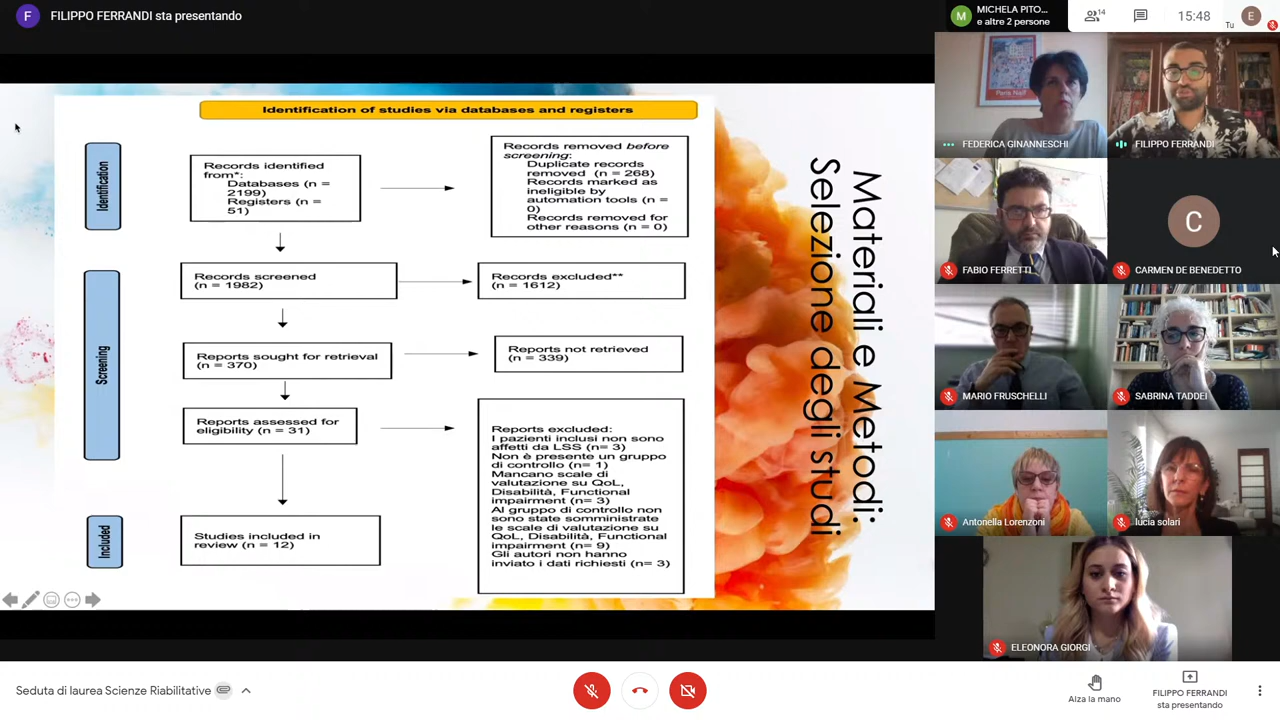 F FILIPPO FERRANDI sta presentando
M MICHELA PITO...
e altre 2 persone
14
15:48
Tu
E
Identification of studies via databases and registers
Identification
Records identified
from*:
Databases (n =
2199)
Registers (n =
51)
Records removed before
screening:
Duplicate records
removed (n = 268)
Records marked as
ineligible by
automation tools (n =
0)
Records removed for
other reasons (n = 0)
Screening
Records screened
(n = 1982)
Records excluded**
(n = 1612)
Reports sought for retrieval
(n = 370)
Reports not retrieved
(n = 339)
Reports assessed for
eligibility (n = 31)
Reports excluded:
I pazienti inclusi non sono
affetti da LSS (n= 3)
Non è presente un gruppo
di controllo (n= 1)
Mancano scale di
valutazione su QoL,
Disabilità, Functional
impairment (n= 3)
Al gruppo di controllo non
sono state somministrate
le scale di valutazione su
QoL, Disabilità, Functional
impairment (n= 9)
Gli autori non hanno
inviato i dati richiesti (n= 3)
Included
Studies included in
review (n = 12)
Materiali e Metodi:
Selezione degli studi
Paris Naïf
FEDERICA GINANNESCHI
FILIPPO FERRANDI
FABIO FERRETTI
C
CARMEN DE BENEDETTO
MARIO FRUSCHELLI
SABRINA TADDEI
Antonella Lorenzoni
lucia solari
ELEONORA GIORGI
Seduta di laurea Scienze Riabilitative
Alza la mano
FILIPPO FERRANDI
sta presentando